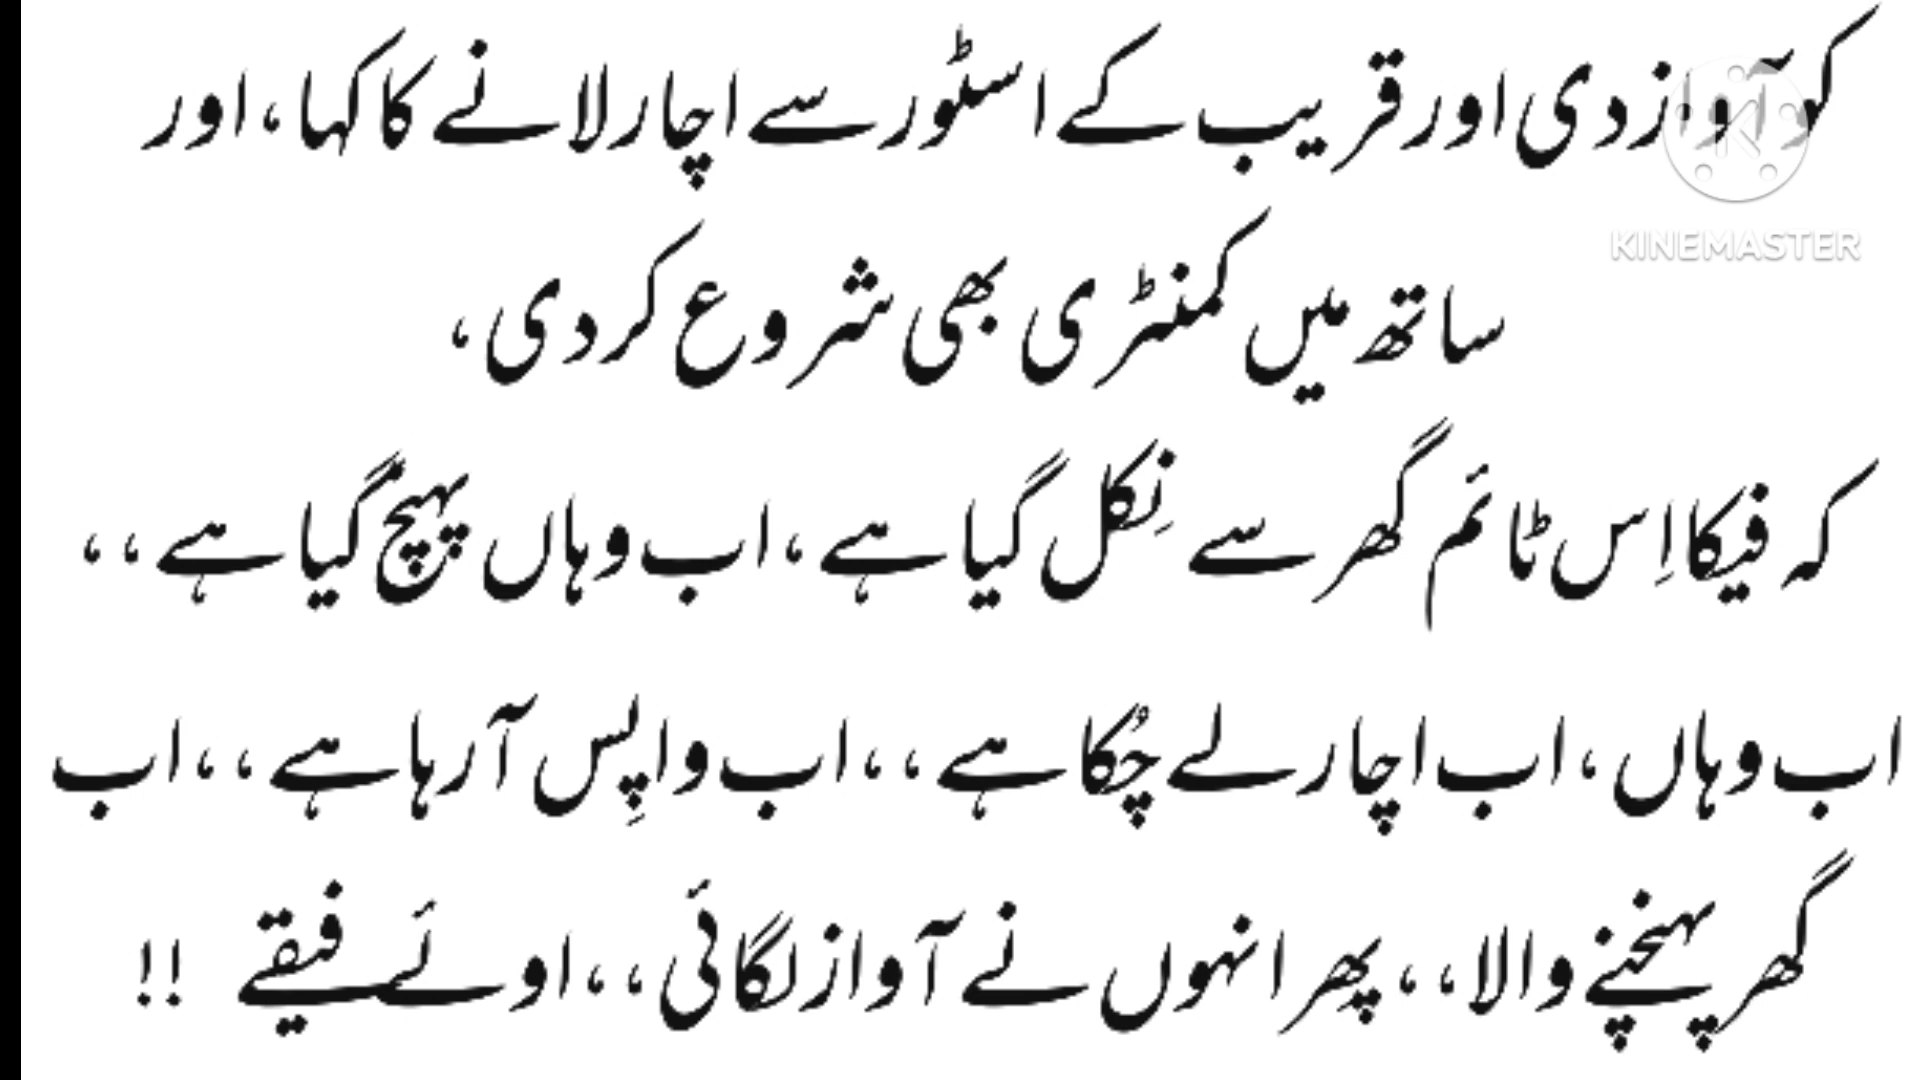 کو آواز دی اور قریب کے اسٹور سے اچار لانے کا کہا، اور
KINEMASTER
ساتھ میں کمنٹری بھی شروع کر دی،
کہ فیکا اِس ٹائم گھر سے نِکل گیا ہے، اب وہاں پہچ گیا ہے،،
اب وہاں، اب اچار لے چُکا ہے،، اب واپِس آ رہا ہے،، اب
گھر پہنچنے والا،، پھر انہوں نے آواز لگائی،، اوئے فیقے !!